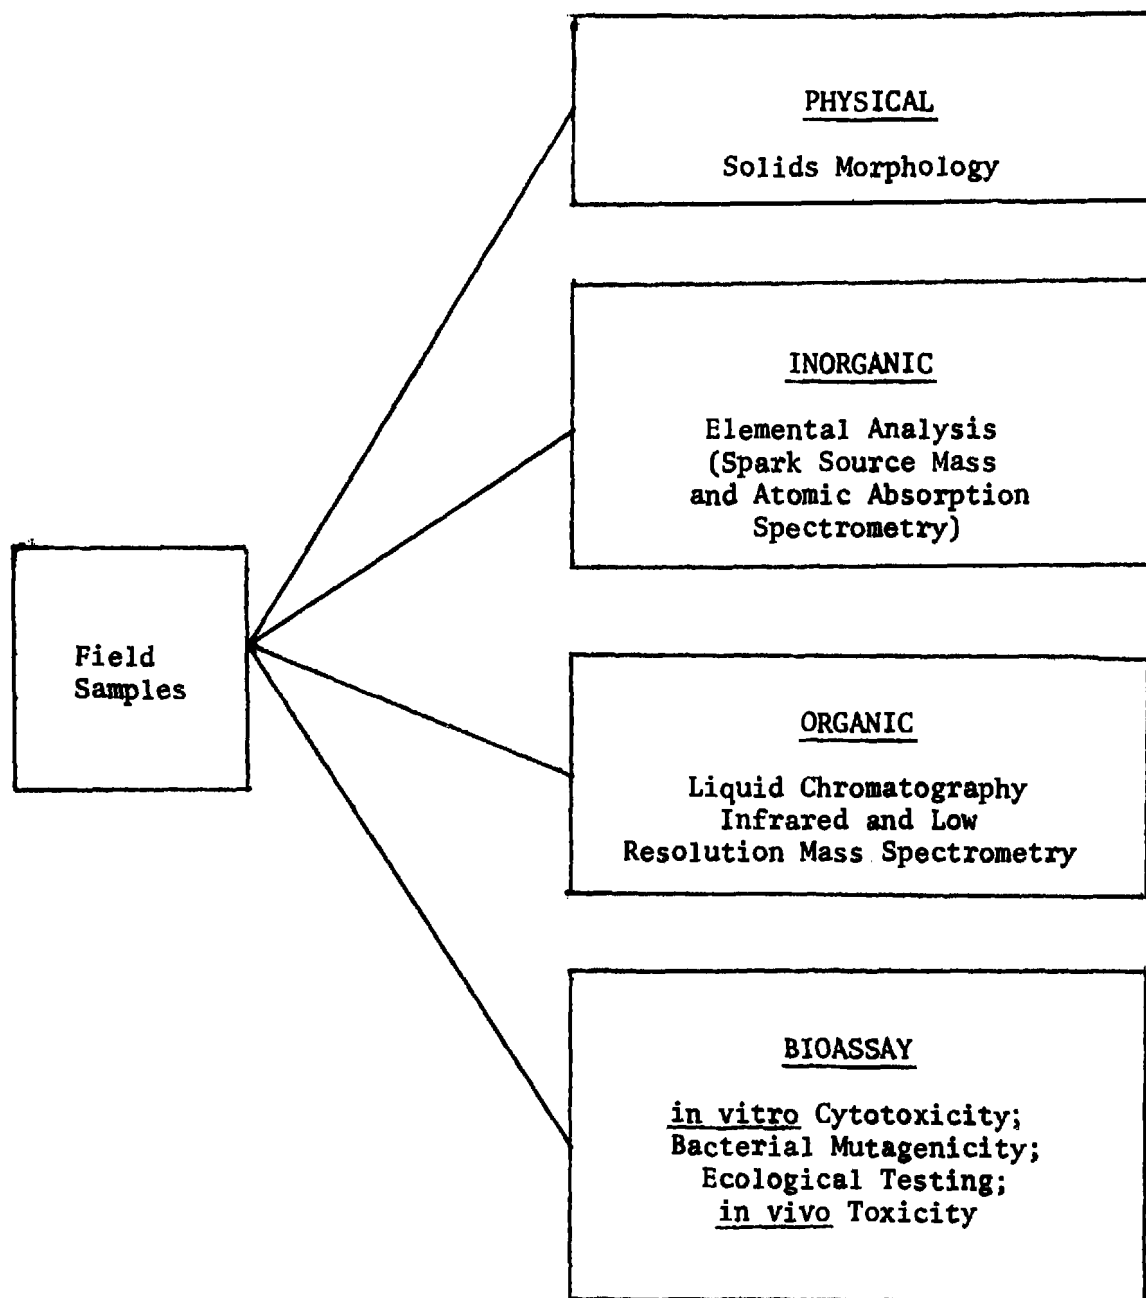 PHYSICAL
Solids Morphology
INORGANIC
Elemental Analysis
(Spark Source Mass
and Atomic Absorption
Spectrometry)
Field
Samples
ORGANIC
Liquid Chromatography
Infrared and Low
Resolution Mass Spectrometry
BIOASSAY
in vitro Cytotoxicity;
Bacterial Mutagenicity;
Ecological Testing;
in vivo Toxicity